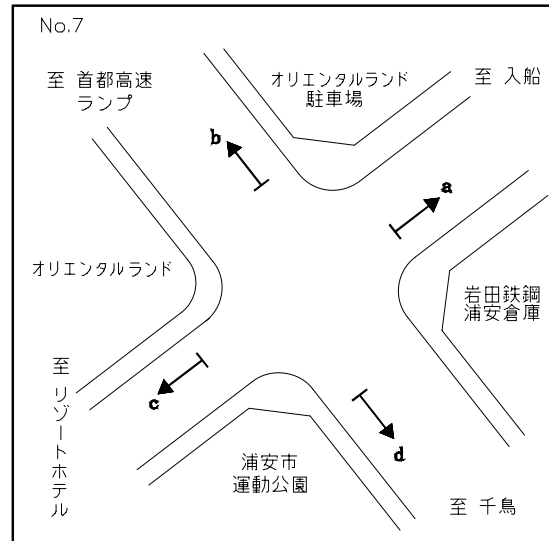 No.7
至 首都高速
ランプ
オリエンタルランド
駐車場
至 入船
b
a
オリエンタルランド
岩田鉄鋼
浦安倉庫
至 リゾートホテル
c
浦安市
運動公園
d
至 千鳥